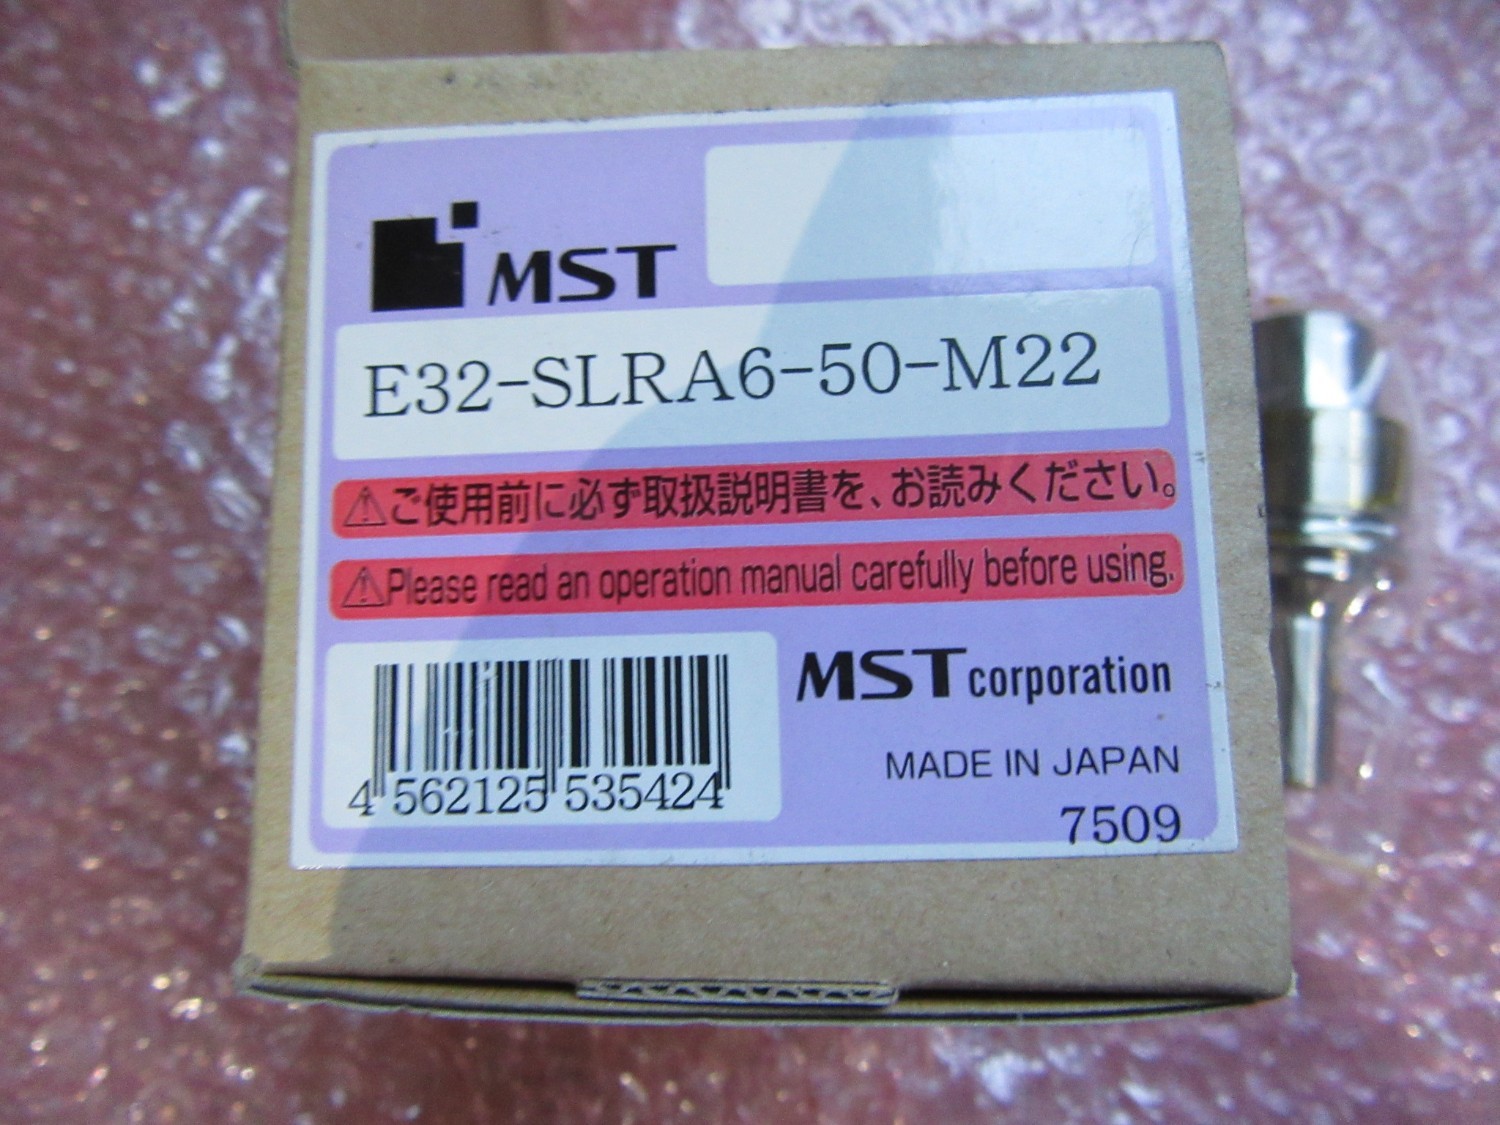 MST
E32-SLRA6-50-M22
⚠ご使用前に必ず取扱説明書を、お読みください。
⚠Please read an operation manual carefully before using.
4 562125 535424
MST corporation
MADE IN JAPAN
7509